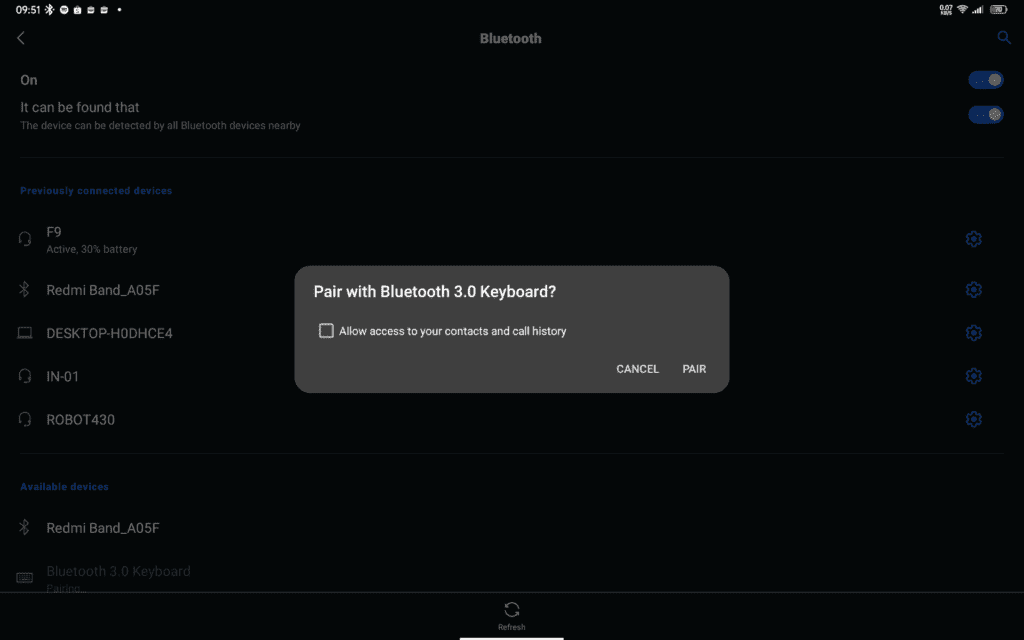 09:51
0.07
KB/S
Bluetooth
On
It can be found that
The device can be detected by all Bluetooth devices nearby
Previously connected devices
F9
Active, 30% battery
Redmi Band_A05F
DESKTOP-H0DHCE4
IN-01
ROBOT430
Pair with Bluetooth 3.0 Keyboard?
Allow access to your contacts and call history
CANCEL PAIR
Available devices
Redmi Band_A05F
Bluetooth 3.0 Keyboard
Pairing...
Refresh